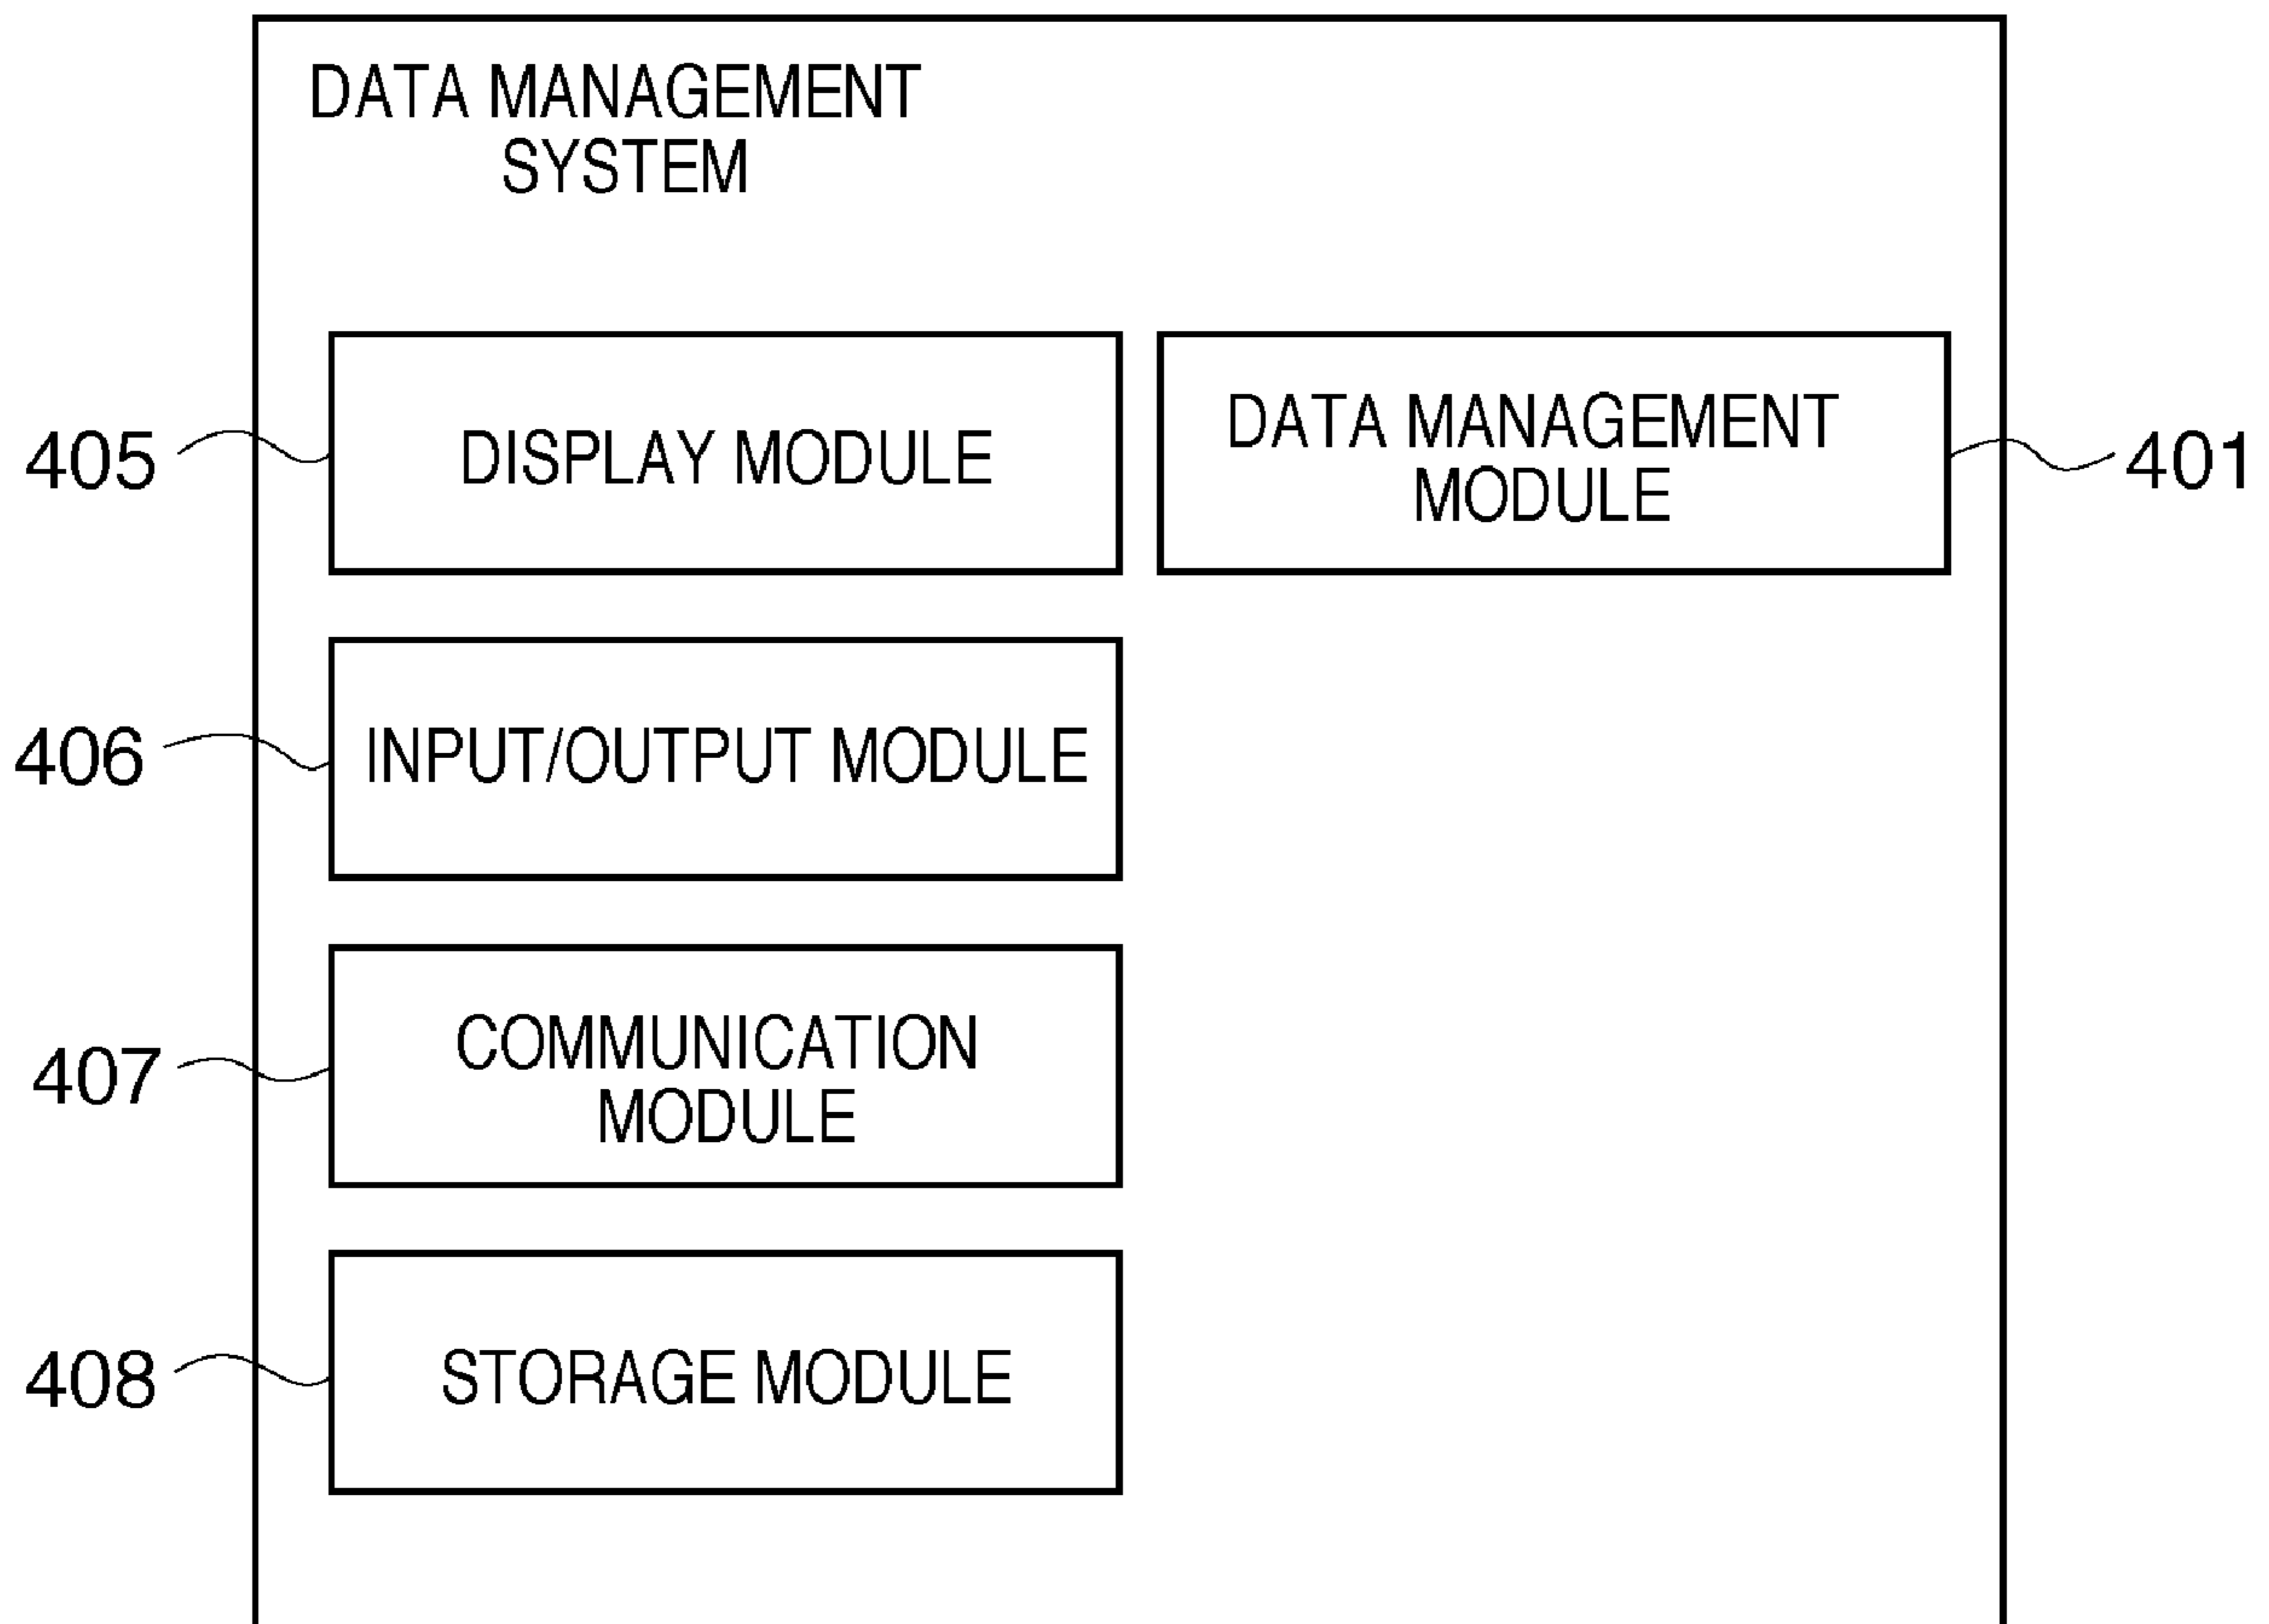 DATA MANAGEMENT
SYSTEM
405
DISPLAY MODULE
DATA MANAGEMENT
MODULE
401
406
INPUT/OUTPUT MODULE
407
COMMUNICATION
MODULE
408
STORAGE MODULE